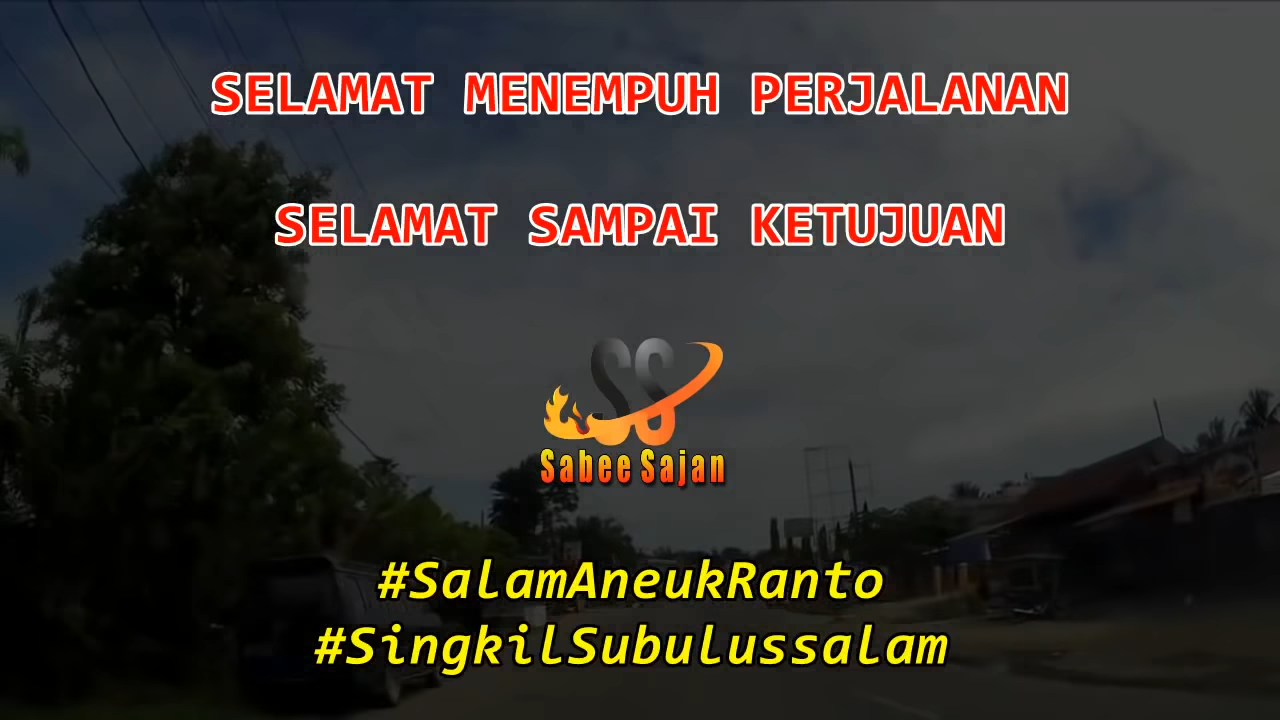 SELAMAT MENEMPUH PERJALANAN
SELAMAT SAMPAI KETUJUAN
SS
Sabee Sajan
#SalamAneukRanto
#SingkilSubulussalam